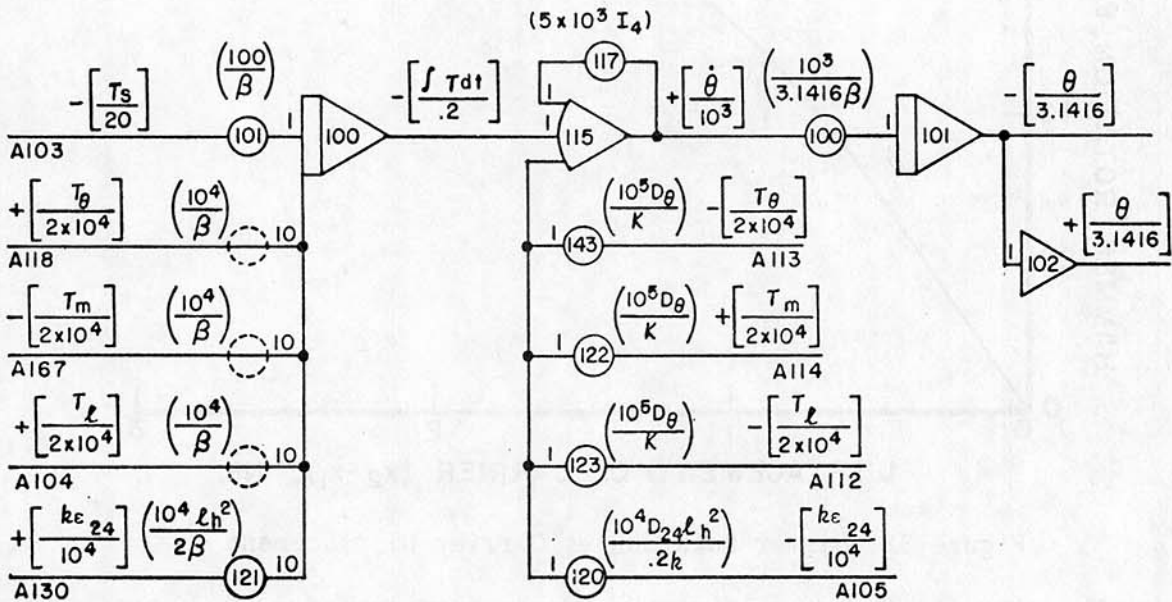 (5 x 10³ I₄)
117
1
- [Ts/20]
(100/β)
101
1
100
- [∫ T dt/.2]
1
115
+ [θ̇/10³]
(10³/3.1416β)
100
1
101
- [θ/3.1416]
A103
+ [Tθ/2x10⁴]
(10⁴/β)
10
A118
1
143
(10⁵Dθ/K)
- [Tθ/2x10⁴]
A113
1
102
+ [θ/3.1416]
- [Tm/2x10⁴]
(10⁴/β)
10
A167
1
122
(10⁵Dθ/K)
+ [Tm/2x10⁴]
A114
+ [Tℓ/2x10⁴]
(10⁴/β)
10
A104
1
123
(10⁵Dθ/K)
- [Tℓ/2x10⁴]
A112
+ [kε₂₄/10⁴]
(10⁴ℓh²/2β)
121
10
A130
1
120
(10⁴D₂₄ℓh²/.2k)
- [kε₂₄/10⁴]
A105